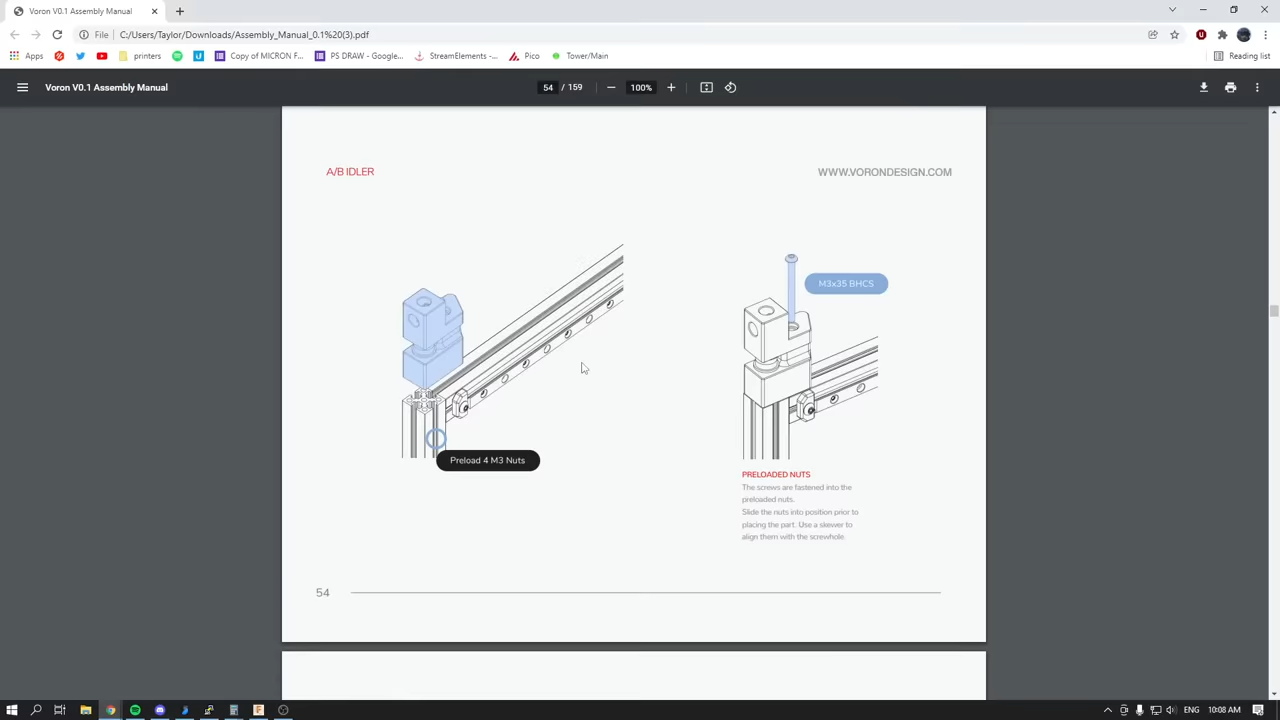 Voron V0.1 Assembly Manual
File
C:/Users/Taylor/Downloads/Assembly_Manual_0.1%20(3).pdf
Apps
printers
Copy of MICRON F...
PS DRAW - Google...
StreamElements -...
Pico
Tower/Main
Reading list
Voron V0.1 Assembly Manual
54 / 159
100%
A/B IDLER
WWW.VORONDESIGN.COM
M3x35 BHCS
Preload 4 M3 Nuts
PRELOADED NUTS
The screws are fastened into the
preloaded nuts.
Slide the nuts into position prior to
placing the part. Use a skewer to
align them with the screwhole.
54
10:08 AM